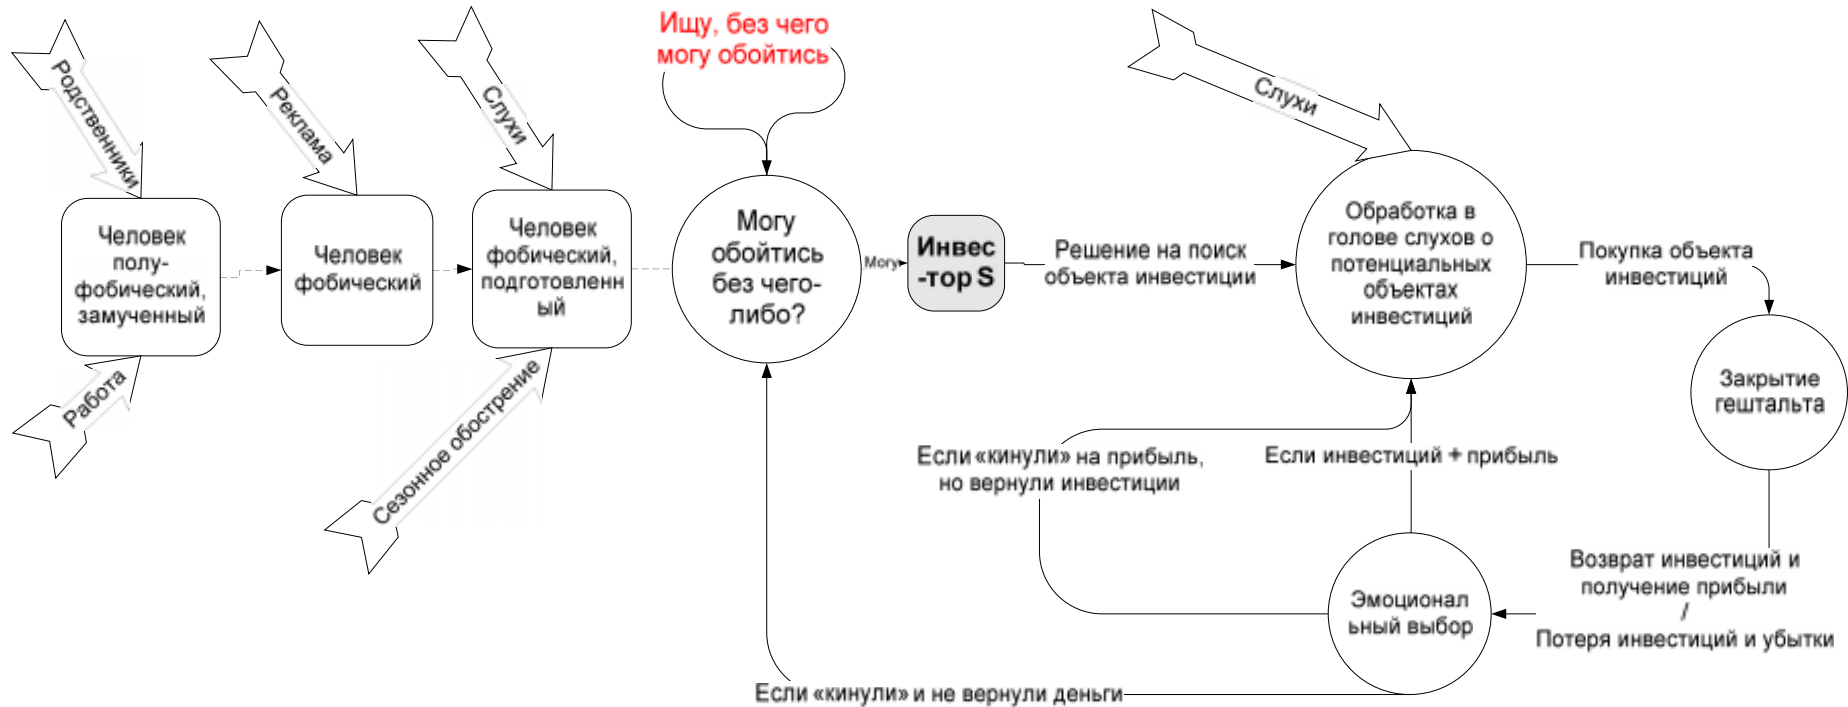 Родственники
Реклама
Слухи
Ищу, без чего
могу обойтись
Слухи
Человек
полу-
фобический,
замученный
Человек
фобический
Человек
фобический,
подготовленн
ый
Могу
обойтись
без чего-
либо?
Могу
Инвес
-тор S
Решение на поиск
объекта инвестиции
Обработка в
голове слухов о
потенциальных
объектах
инвестиций
Покупка объекта
инвестиций
Закрытие
гештальта
Работа
Сезонное обострение
Если «кинули» на прибыль,
но вернули инвестиции
Если инвестиций + прибыль
Возврат инвестиций и
получение прибыли
/
Потеря инвестиций и убытки
Эмоционал
ьный выбор
Если «кинули» и не вернули деньги